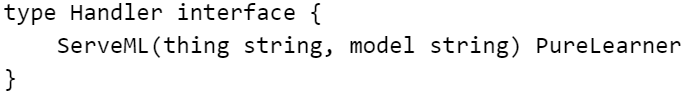 type Handler interface {
    ServeML(thing string, model string) PureLearner
}